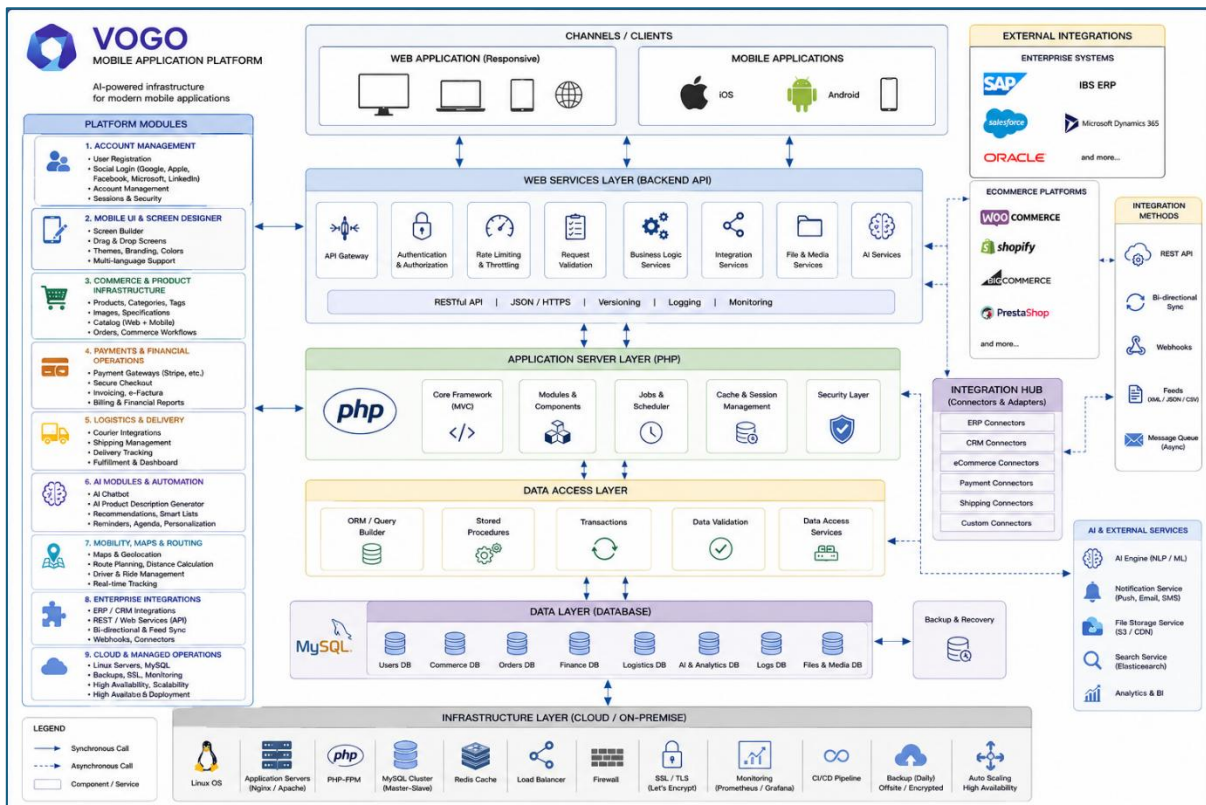 VOGO
MOBILE APPLICATION PLATFORM
AI-powered infrastructure
for modern mobile applications
PLATFORM MODULES
1. ACCOUNT MANAGEMENT
• User Registration
• Social Login (Google, Apple,
Facebook, Microsoft, LinkedIn)
• Account Management
• Sessions & Security
2. MOBILE UI & SCREEN DESIGNER
• Screen Builder
• Drag & Drop Screens
• Themes, Branding, Colors
• Multi-language Support
3. COMMERCE & PRODUCT
INFRASTRUCTURE
• Products, Categories, Tags
• Images, Specifications
• Catalog (Web + Mobile)
• Orders, Commerce Workflows
4. PAYMENTS & FINANCIAL
OPERATIONS
• Payment Gateways (Stripe, etc.)
• Secure Checkout
• Invoicing, e-Factura
• Billing & Financial Reports
5. LOGISTICS & DELIVERY
• Courier Integrations
• Shipping Management
• Delivery Tracking
• Fulfillment & Dashboard
6. AI MODULES & AUTOMATION
• AI Chatbot
• AI Product Description Generator
• Recommendations, Smart Lists
• Reminders, Agenda, Personalization
7. MOBILITY, MAPS & ROUTING
• Maps & Geolocation
• Route Planning, Distance Calculation
• Driver & Ride Management
• Real-time Tracking
8. ENTERPRISE INTEGRATIONS
• ERP / CRM Integrations
• REST / Web Services (API)
• Bi-directional & Feed Sync
• Webhooks, Connectors
9. CLOUD & MANAGED OPERATIONS
• Linux Servers, MySQL
• Backups, SSL, Monitoring
• High Availability, Scalability
• High Availabe & Deployment
LEGEND
Synchronous Call
Atsynchronous Call
Component / Service
CHANNELS / CLIENTS
WEB APPLICATION (Responsive)
MOBILE APPLICATIONS
iOS
Android
WEB SERVICES LAYER (BACKEND API)
API Gateway
Authentication
& Authorization
Rate Limiting
& Throttling
Request
Validation
Business Logic
Services
Integration
Services
File & Media
Services
AI Services
RESTful API | JSON / HTTPS | Versioning | Logging | Monitoring
APPLICATION SERVER LAYER (PHP)
php
Core Framework
(MVC)
</>
Modules &
Components
Jobs &
Scheduler
Cache & Session
Management
Security Layer
DATA ACCESS LAYER
ORM / Query
Builder
Stored
Procedures
Transactions
Data Validation
Data Access
Services
DATA LAYER (DATABASE)
MySQL
Users DB
Commerce DB
Orders DB
Finance DB
Logistics DB
AI & Analytics DB
Logs DB
Files & Media DB
Backup & Recovery
INFRASTRUCTURE LAYER (CLOUD / ON-PREMISE)
Linux OS
Application Servers
(Nginx / Apache)
php
PHP-FPM
MySQL Cluster
(Master-Slave)
Redis Cache
Load Balancer
Firewall
SSL / TLS
(Let's Encrypt)
Monitoring
(Prometheus / Grafana)
CI/CD Pipeline
Backup (Daily)
Offsite / Encrypted
Auto Scaling
High Availability
EXTERNAL INTEGRATIONS
ENTERPRISE SYSTEMS
SAP
IBS ERP
salesforce
Microsoft Dynamics 365
ORACLE
and more...
ECOMMERCE PLATFORMS
WOO COMMERCE
shopify
BIGCOMMERCE
PrestaShop
and more...
INTEGRATION
METHODS
REST API
Bi-directional
Sync
Webhooks
Feeds
(XML / JSON / CSV)
Message Queue
(Async)
INTEGRATION HUB
(Connectors & Adapters)
ERP Connectors
CRM Connectors
eCommerce Connectors
Payment Connectors
Shipping Connectors
Custom Connectors
AI & EXTERNAL SERVICES
AI Engine (NLP / ML)
Notification Service
(Push, Email, SMS)
File Storage Service
(S3 / CDN)
Search Service
(Elasticsearch)
Analytics & BI